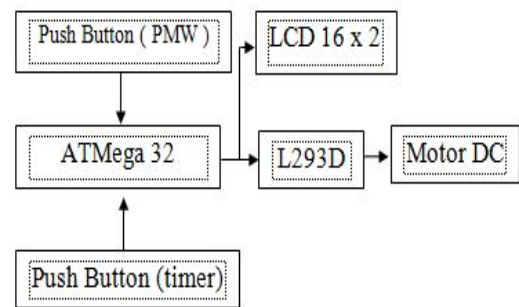 Push Button ( PMW )
LCD 16 x 2
ATMega 32
L293D
Motor DC
Push Button (timer)